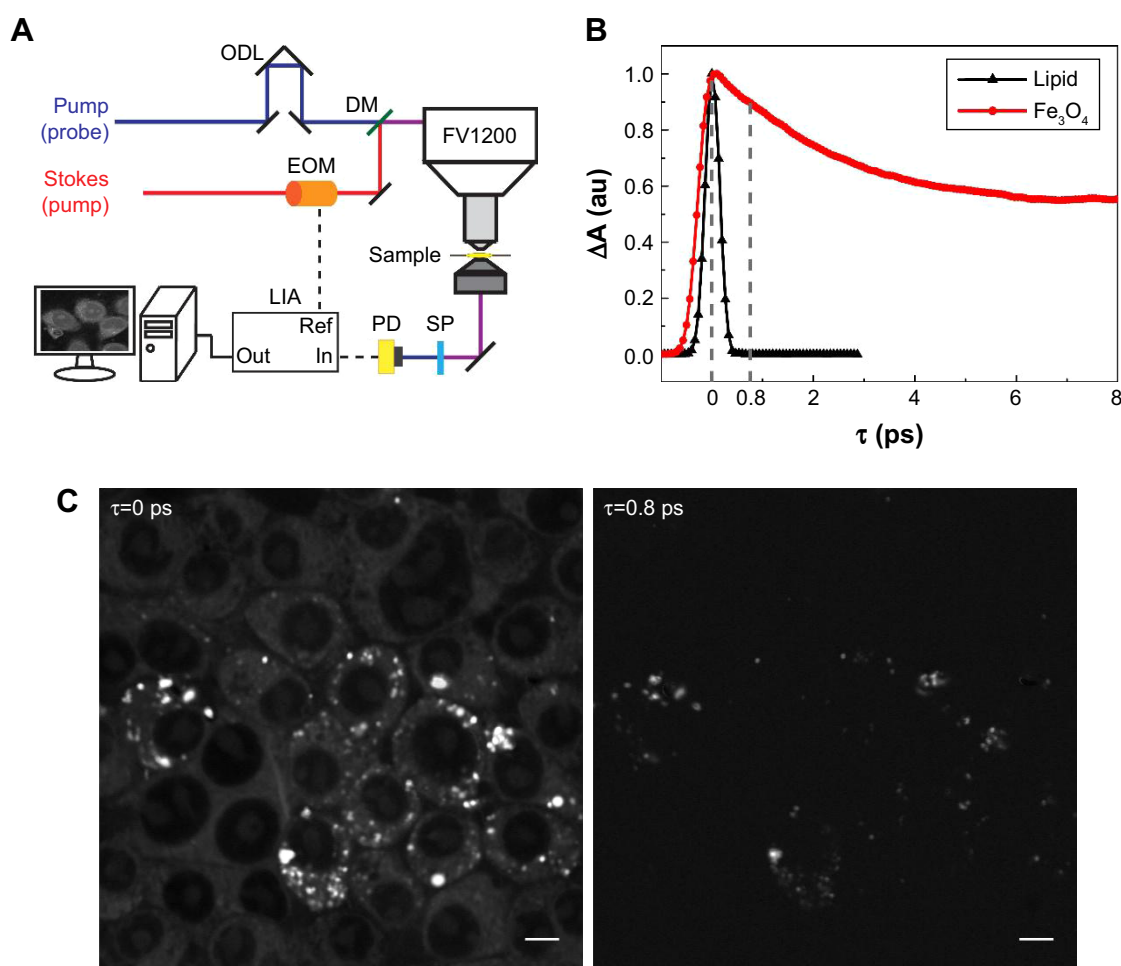 A
ODL
DM
Pump
(probe)
FV1200
EOM
Stokes
(pump)
Sample
LIA
Ref
PD
SP
Out
In
B
1.0
0.8
0.6
0.4
0.2
0.0
ΔA (au)
Lipid
Fe₃O₄
0
0.8
2
4
6
8
τ (ps)
C
τ=0 ps
τ=0.8 ps